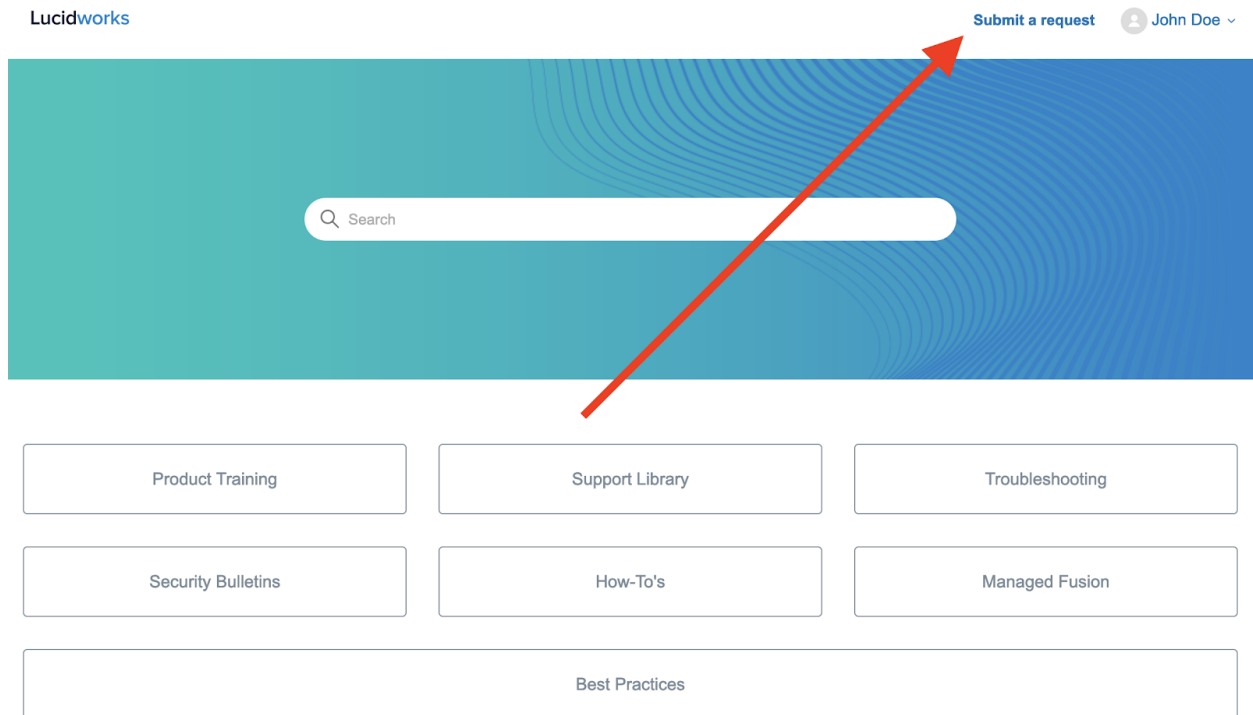 Lucidworks
Submit a request
John Doe
Search
Product Training
Support Library
Troubleshooting
Security Bulletins
How-To's
Managed Fusion
Best Practices